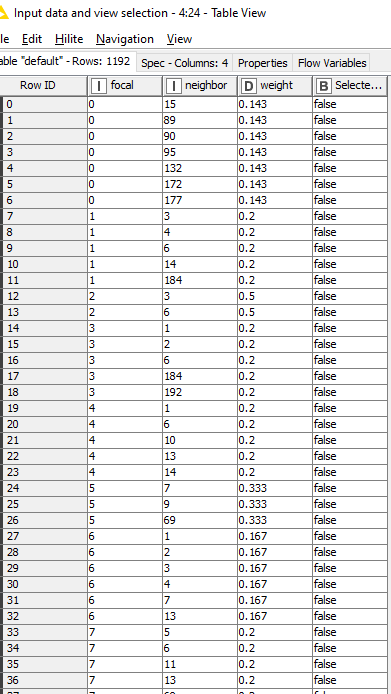 Input data and view selection - 4:24 - Table View
Edit Hilite Navigation View
"default" - Rows: 1192 Spec - Columns: 4 Properties Flow Variables
Row ID I focal I neighbor D weight B Selecte...
0 0 15 0.143 false
1 0 89 0.143 false
2 0 90 0.143 false
3 0 95 0.143 false
4 0 132 0.143 false
5 0 172 0.143 false
6 0 177 0.143 false
7 1 3 0.2 false
8 1 4 0.2 false
9 1 6 0.2 false
10 1 14 0.2 false
11 1 184 0.2 false
12 2 3 0.5 false
13 2 6 0.5 false
14 3 1 0.2 false
15 3 2 0.2 false
16 3 6 0.2 false
17 3 184 0.2 false
18 3 192 0.2 false
19 4 1 0.2 false
20 4 6 0.2 false
21 4 10 0.2 false
22 4 13 0.2 false
23 4 14 0.2 false
24 5 7 0.333 false
25 5 9 0.333 false
26 5 69 0.333 false
27 6 1 0.167 false
28 6 2 0.167 false
29 6 3 0.167 false
30 6 4 0.167 false
31 6 7 0.167 false
32 6 13 0.167 false
33 7 5 0.2 false
34 7 6 0.2 false
35 7 11 0.2 false
36 7 13 0.2 false